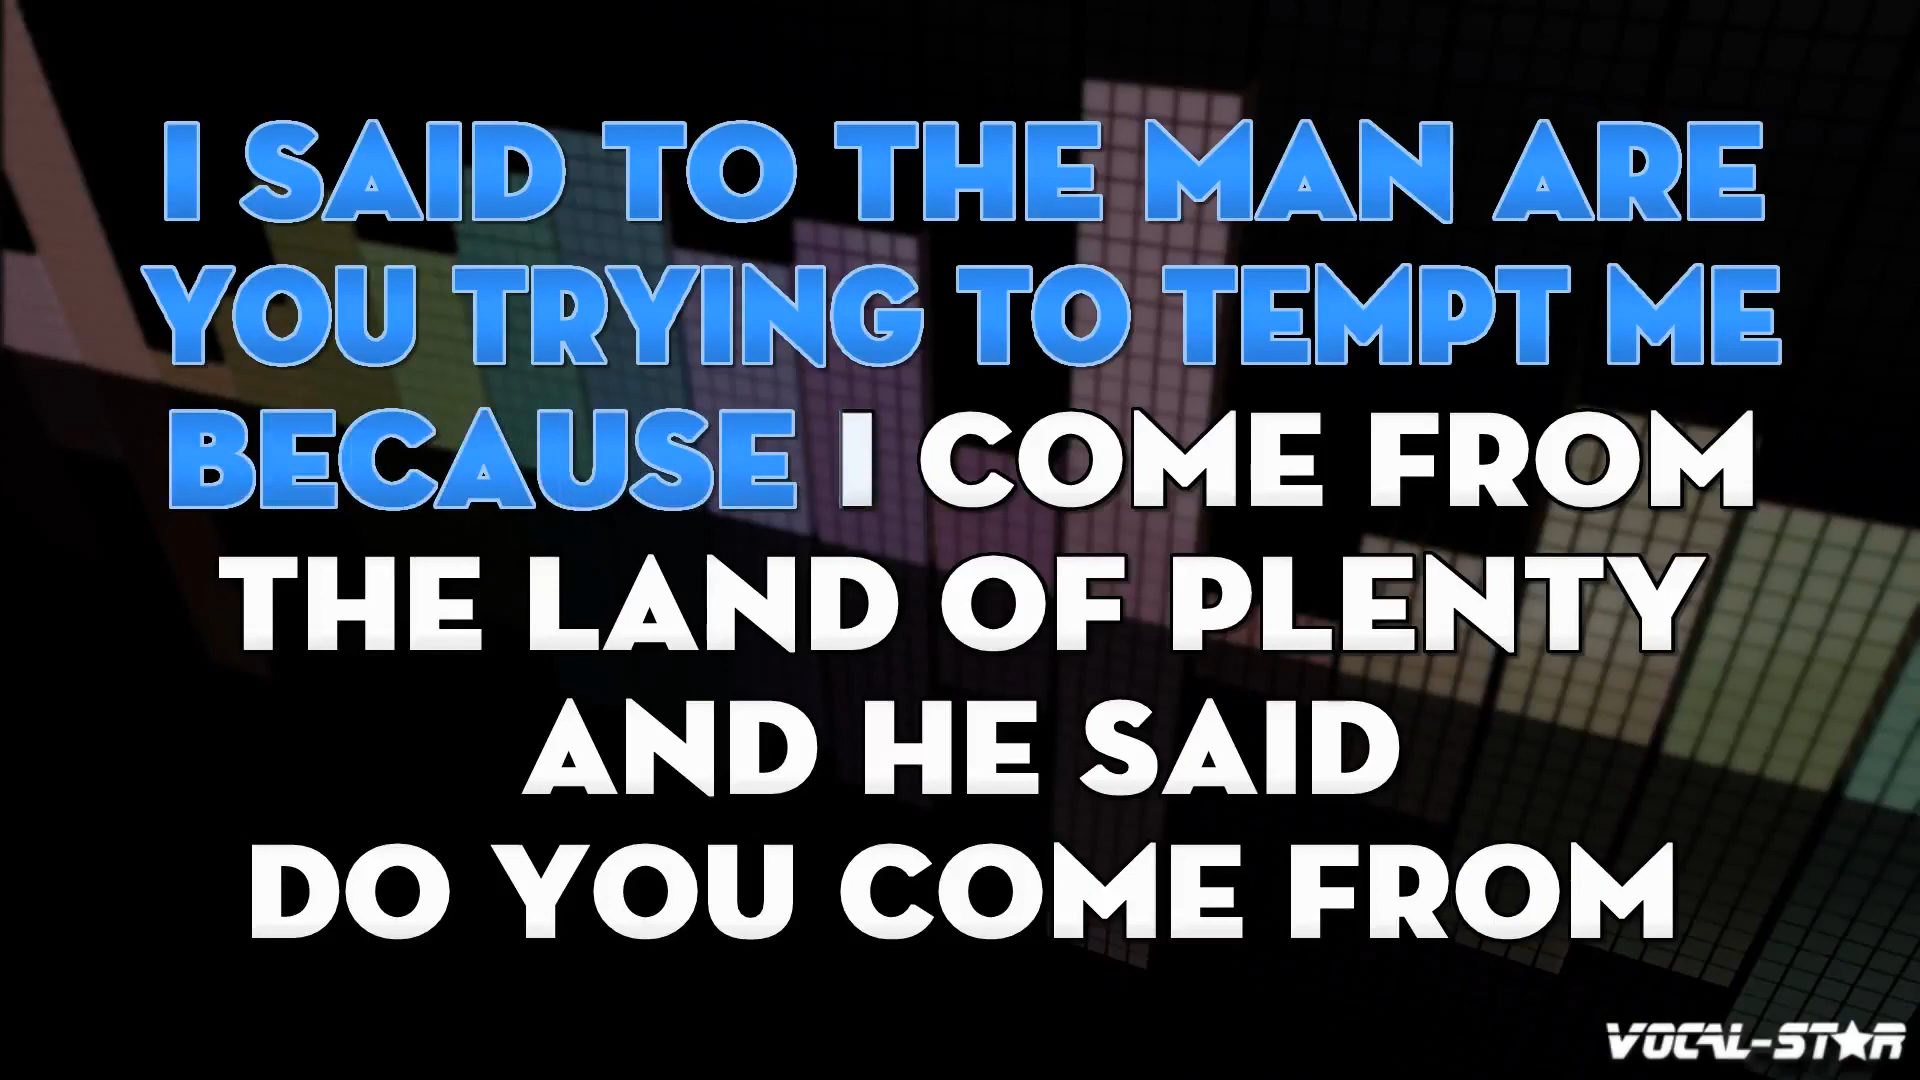 I SAID TO THE MAN ARE
YOU TRYING TO TEMPT ME
BECAUSE I COME FROM
THE LAND OF PLENTY
AND HE SAID
DO YOU COME FROM
VOCAL-STAR